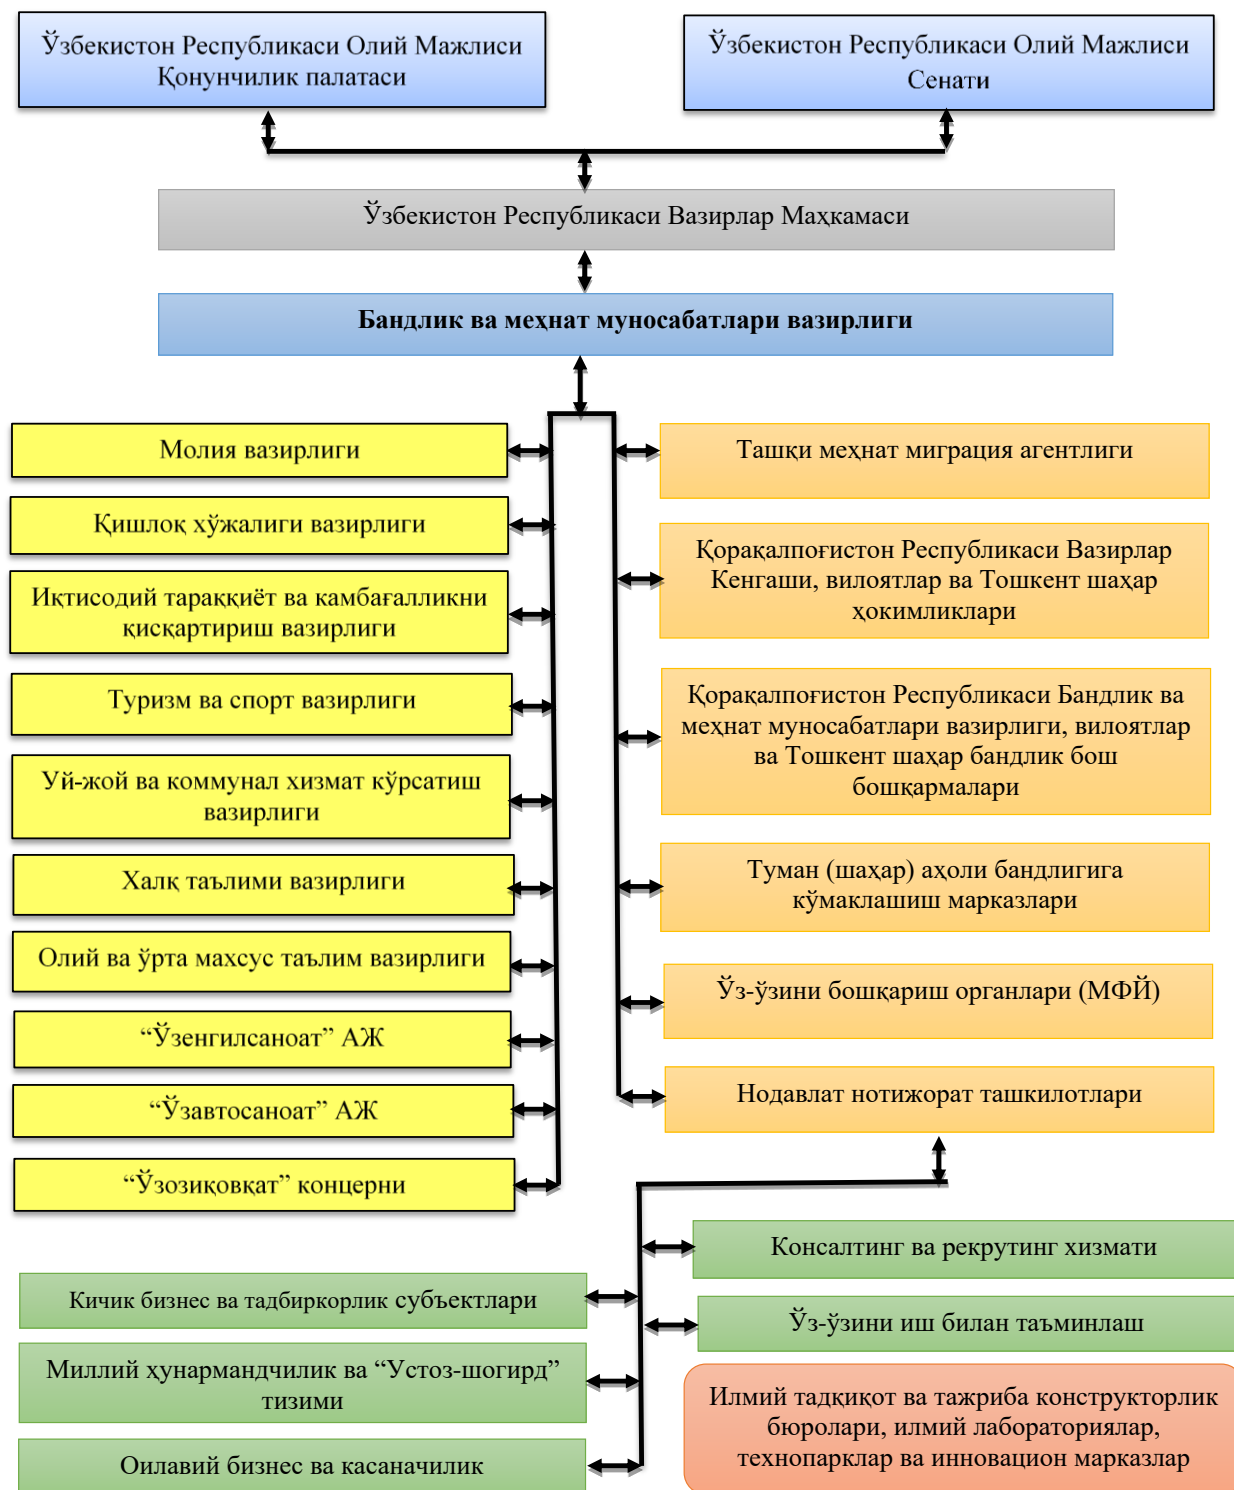 Ўзбекистон Республикаси Олий Мажлиси
Қонунчилик палатаси
Ўзбекистон Республикаси Олий Мажлиси
Сенати
Ўзбекистон Республикаси Вазирлар Маҳкамаси
Бандлик ва меҳнат муносабатлари вазирлиги
Молия вазирлиги
Қишлоқ хўжалиги вазирлиги
Иқтисодий тараққиёт ва камбағалликни
қисқартириш вазирлиги
Туризм ва спорт вазирлиги
Уй-жой ва коммунал хизмат кўрсатиш
вазирлиги
Халқ таълими вазирлиги
Олий ва ўрта махсус таълим вазирлиги
“Ўзенгилсаноат” АЖ
“Ўзавтосаноат” АЖ
“Ўзозиқовқат” концерни
Ташқи меҳнат миграция агентлиги
Қорақалпоғистон Республикаси Вазирлар
Кенгаши, вилоятлар ва Тошкент шаҳар
ҳокимликлари
Қорақалпоғистон Республикаси Бандлик ва
меҳнат муносабатлари вазирлиги, вилоятлар
ва Тошкент шаҳар бандлик бош
бошқармалари
Туман (шаҳар) аҳоли бандлигига
кўмаклашиш марказлари
Ўз-ўзини бошқариш органлари (МФЙ)
Нодавлат нотижорат ташкилотлари
Консалтинг ва рекрутинг хизмати
Кичик бизнес ва тадбиркорлик субъектлари
Ўз-ўзини иш билан таъминлаш
Миллий ҳунармандчилик ва “Устоз-шогирд”
тизими
Илмий тадқиқот ва тажриба конструкторлик
бюролари, илмий лабораториялар,
технопарклар ва инновацион марказлар
Оилавий бизнес ва касаначилик